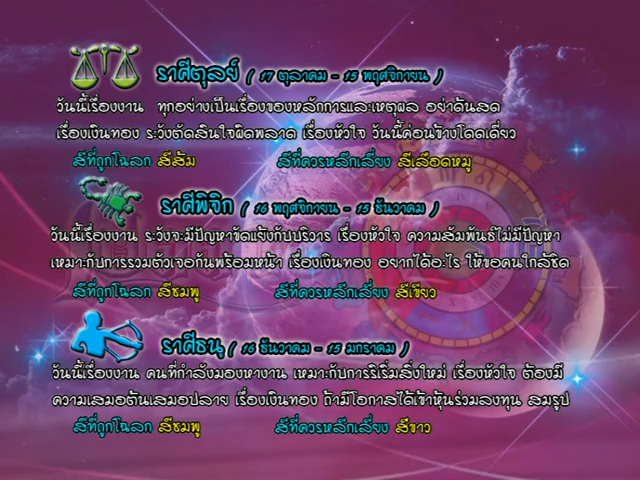 ราศีตุลย์ ( 17 ตุลาคม - 15 พฤศจิกายน )
วันนี้เรื่องงาน ทุกอย่างเป็นเรื่องของหลักการและเหตุผล อย่าดันสด
เรื่องเงินทอง ระวังตัดสินใจผิดพลาด เรื่องหัวใจ วันนี้ค่อนข้างโดดเดี่ยว
สีที่ถูกโฉลก สีส้ม สีที่ควรหลีกเลี่ยง สีเลือดหมู
ราศีพิจิก ( 16 พฤศจิกายน - 15 ธันวาคม )
วันนี้เรื่องงาน ระวังจะมีปัญหาขัดแย้งกับบริวาร เรื่องหัวใจ ความสัมพันธ์ไม่มีปัญหา
เหมาะกับการรวมตัวเจอกันพร้อมหน้า เรื่องเงินทอง อยากได้อะไร ให้ขอคนใกล้ชิด
สีที่ถูกโฉลก สีชมพู สีที่ควรหลีกเลี่ยง สีเขียว
ราศีธนู ( 16 ธันวาคม - 15 มกราคม )
วันนี้เรื่องงาน คนที่กำลังมองหางาน เหมาะกับการริเริ่มสิ่งใหม่ เรื่องหัวใจ ต้องมี
ความเสมอต้นเสมอปลาย เรื่องเงินทอง ถ้ามีโอกาสได้เข้าหุ้นร่วมลงทุน สมรูป
สีที่ถูกโฉลก สีชมพู สีที่ควรหลีกเลี่ยง สีขาว